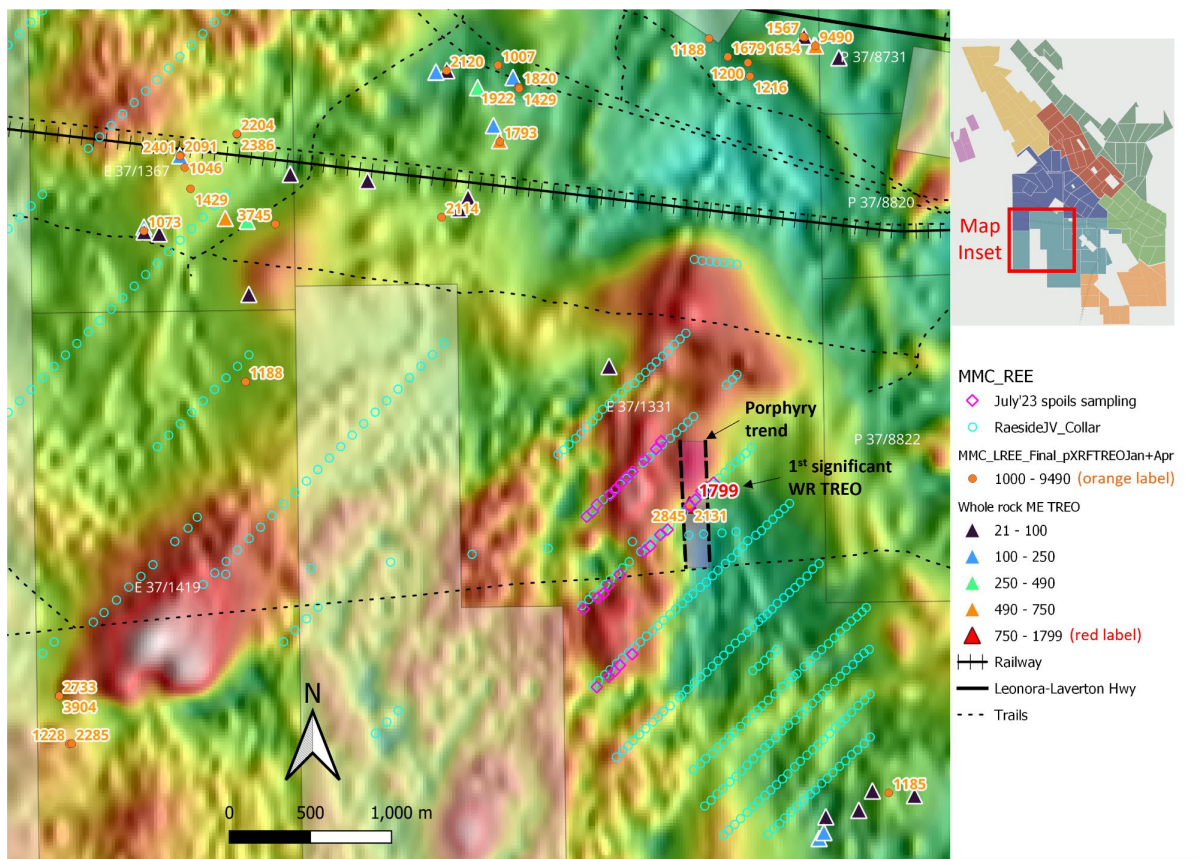 1567
9490
1188
1679 1654
P 37/8731
1200
1216
2120
1007
1820
1922
1429
1793
2204
2386
2401 2091
E 37/1367
1046
1429
1073
3745
2114
P 37/8820
Map
Inset
1188
E 37/1331
Porphyry
trend
P 37/8822
1st significant
WR TREO
1799
2845 2131
E 37/1419
2733
3904
1228 2285
N
0 500 1,000 m
1185
MMC_REE
July'23 spoils sampling
RaesideJV_Collar
MMC_LREE_Final_pXRFTREOJan+Apr
1000 - 9490 (orange label)
Whole rock ME TREO
21 - 100
100 - 250
250 - 490
490 - 750
750 - 1799 (red label)
Railway
Leonora-Laverton Hwy
Trails